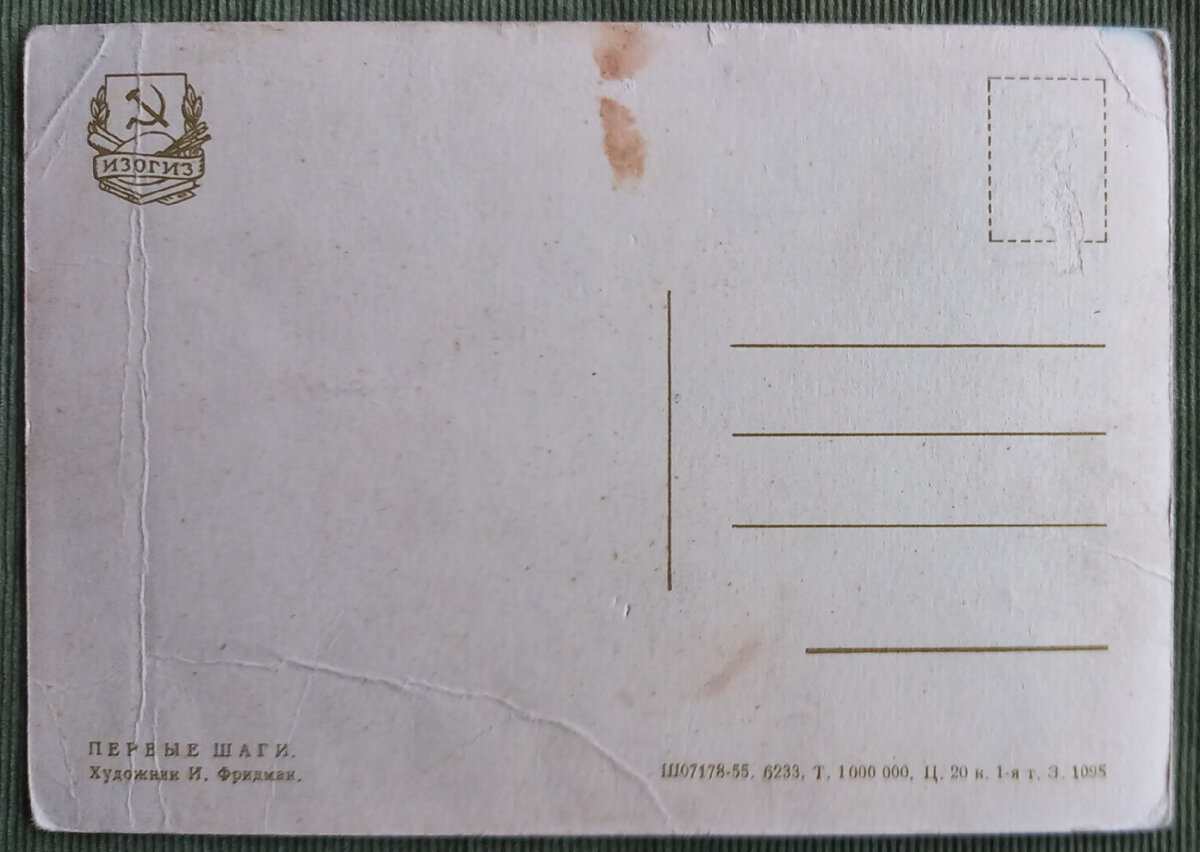 ИЗОГИЗ
ПЕРВЫЕ ШАГИ.
Художник И. Фридман.
Ш07178-55. 6233. Т. 1 000 000. Ц. 20 к. 1-я т. З. 1095